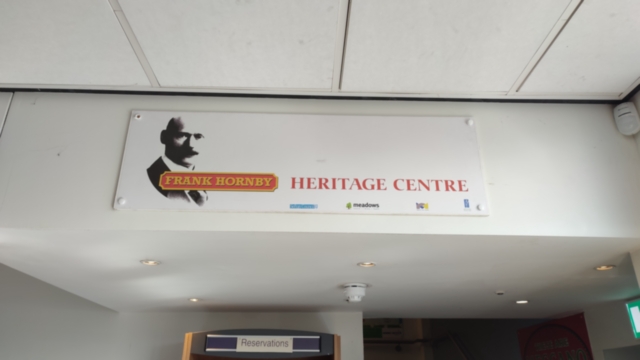 FRANK HORNBY HERITAGE CENTRE
meadows
Reservations